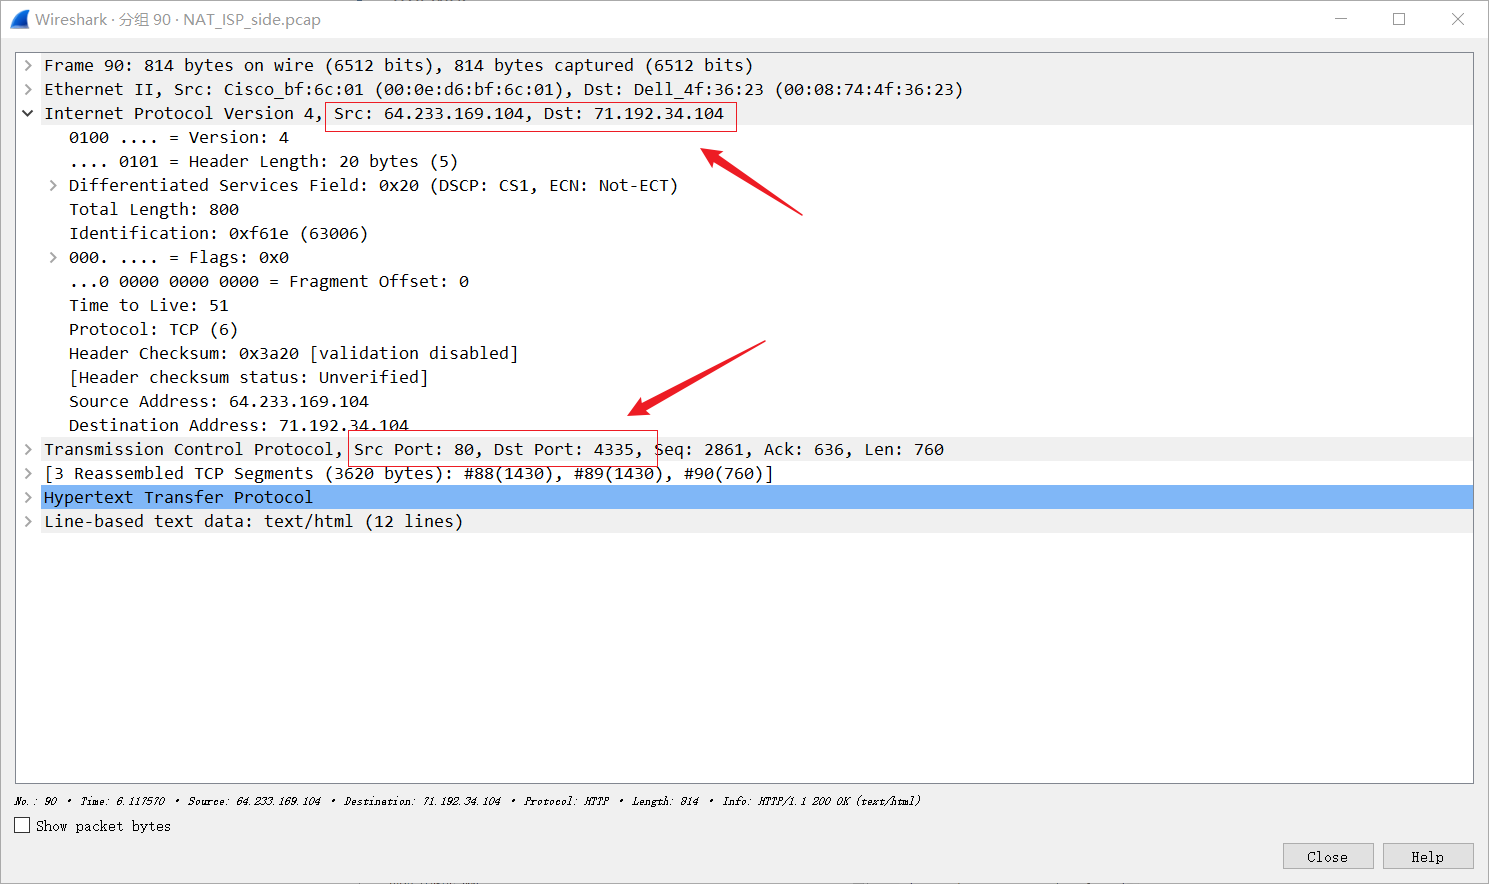 Wireshark · 分组 90 · NAT_ISP_side.pcap
Frame 90: 814 bytes on wire (6512 bits), 814 bytes captured (6512 bits)
Ethernet II, Src: Cisco_bf:6c:01 (00:0e:d6:bf:6c:01), Dst: Dell_4f:36:23 (00:08:74:4f:36:23)
Internet Protocol Version 4, Src: 64.233.169.104, Dst: 71.192.34.104
0100 .... = Version: 4
.... 0101 = Header Length: 20 bytes (5)
Differentiated Services Field: 0x20 (DSCP: CS1, ECN: Not-ECT)
Total Length: 800
Identification: 0xf61e (63006)
000. .... = Flags: 0x0
...0 0000 0000 0000 = Fragment Offset: 0
Time to Live: 51
Protocol: TCP (6)
Header Checksum: 0x3a20 [validation disabled]
[Header checksum status: Unverified]
Source Address: 64.233.169.104
Destination Address: 71.192.34.104
Transmission Control Protocol, Src Port: 80, Dst Port: 4335, Seq: 2861, Ack: 636, Len: 760
[3 Reassembled TCP Segments (3620 bytes): #88(1430), #89(1430), #90(760)]
Hypertext Transfer Protocol
Line-based text data: text/html (12 lines)
No.: 90 · Time: 6.117570 · Source: 64.233.169.104 · Destination: 71.192.34.104 · Protocol: HTTP · Length: 814 · Info: HTTP/1.1 200 OK (text/html)
Show packet bytes
Close
Help